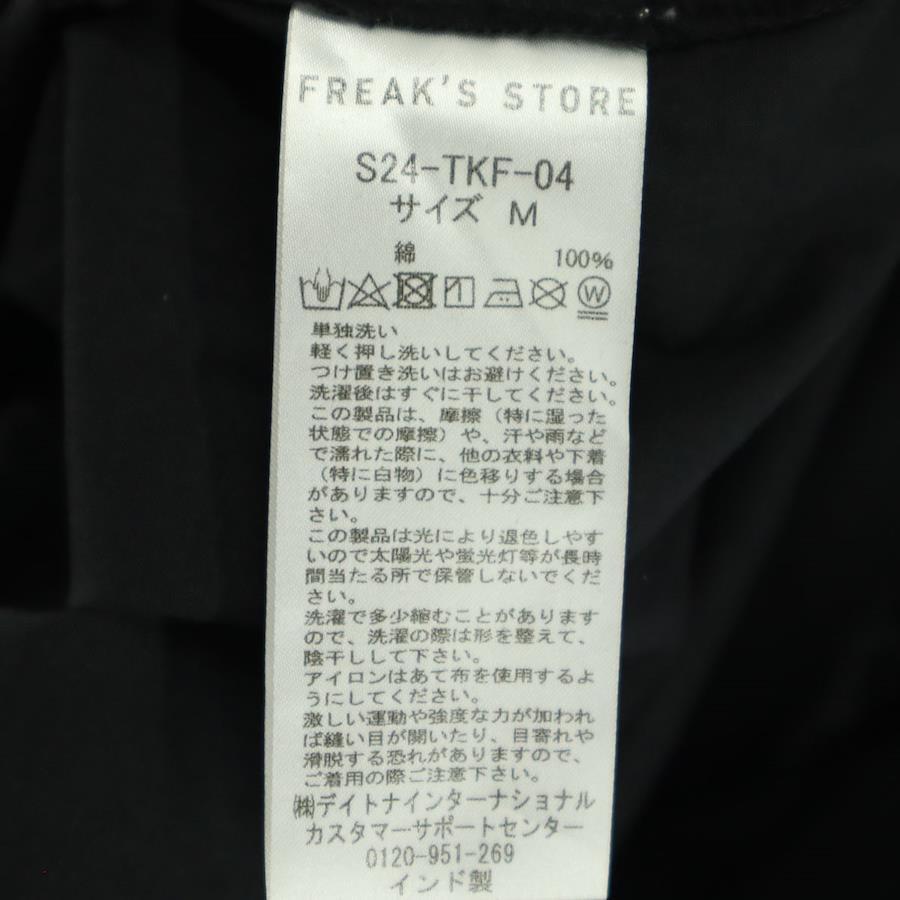 FREAK'S STORE
S24-TKF-04
サイズ M
綿 100%
W
単独洗い
軽く押し洗いしてください。
つけ置き洗いはお避けください。
洗濯後はすぐに干してください。
この製品は、摩擦（特に湿った
状態での摩擦）や、汗や雨など
で濡れた際に、他の衣料や下着
（特に白物）に色移りする場合
がありますので、十分ご注意下
さい。
この製品は光により退色しやす
いので太陽光や蛍光灯等が長時
間当たる所で保管しないでくだ
さい。
洗濯で多少縮むことがあります
ので、洗濯の際は形を整えて、
陰干しして下さい。
アイロンはあて布を使用するよ
うにしてください。
激しい運動や強度な力が加われ
ば縫い目が開いたり、目寄れや
滑脱する恐れがありますので、
ご着用の際ご注意下さい。
㈱デイトナインターナショナル
カスタマーサポートセンター
0120-951-269
インド製